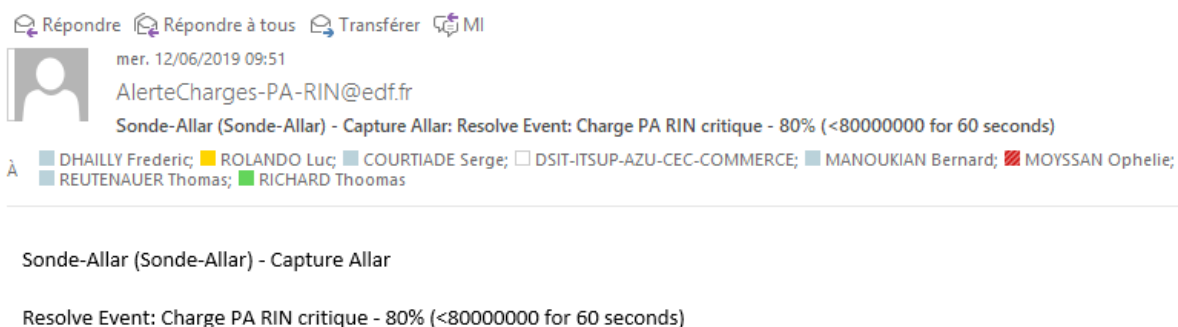 Répondre Répondre à tous Transférer MI
mer. 12/06/2019 09:51
AlerteCharges-PA-RIN@edf.fr
Sonde-Allar (Sonde-Allar) - Capture Allar: Resolve Event: Charge PA RIN critique - 80% (<80000000 for 60 seconds)
À DHAILLY Frederic; ROLANDO Luc; COURTIADE Serge; DSIT-ITSUP-AZU-CEC-COMMERCE; MANOUKIAN Bernard; MOYSSAN Ophelie;
REUTENAUER Thomas; RICHARD Thoomas
Sonde-Allar (Sonde-Allar) - Capture Allar
Resolve Event: Charge PA RIN critique - 80% (<80000000 for 60 seconds)